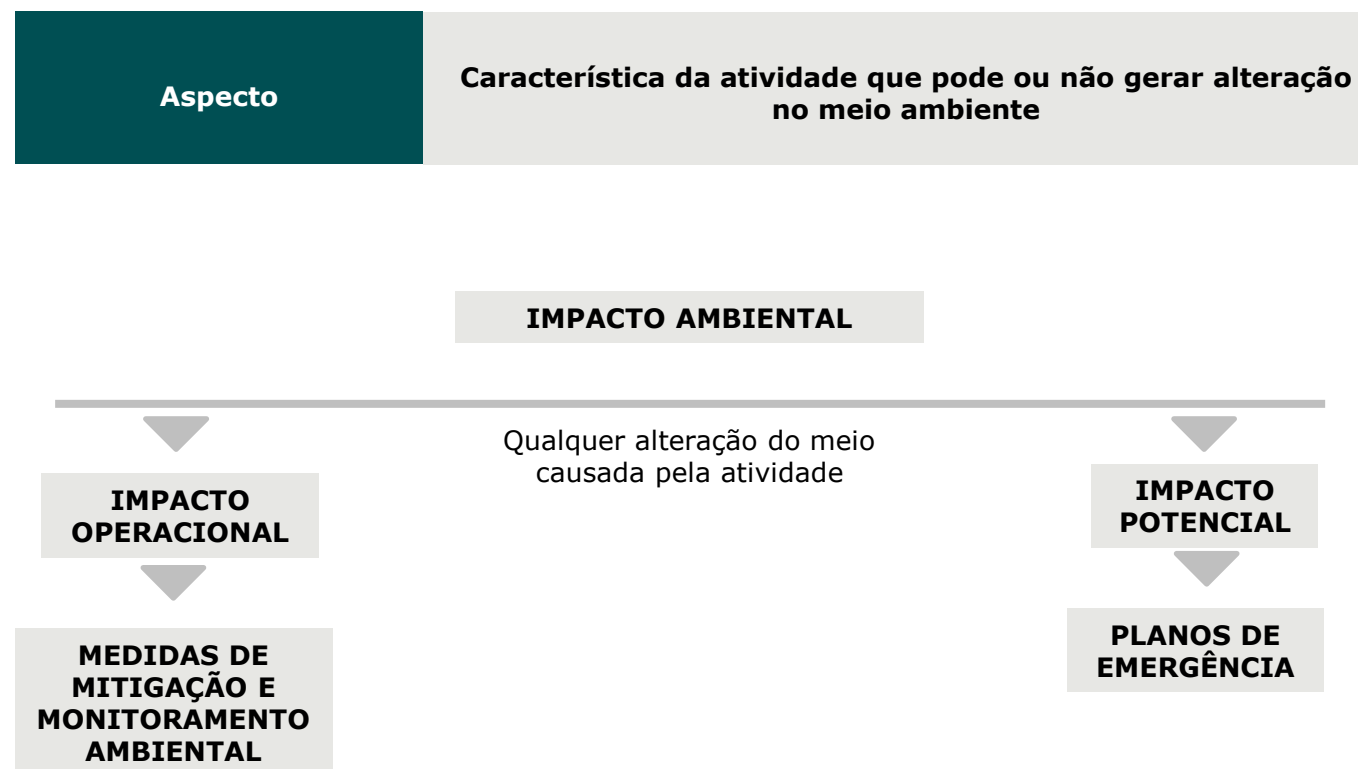 Aspecto
Característica da atividade que pode ou não gerar alteração
no meio ambiente
IMPACTO AMBIENTAL
Qualquer alteração do meio
causada pela atividade
IMPACTO
OPERACIONAL
MEDIDAS DE
MITIGAÇÃO E
MONITORAMENTO
AMBIENTAL
IMPACTO
POTENCIAL
PLANOS DE
EMERGÊNCIA